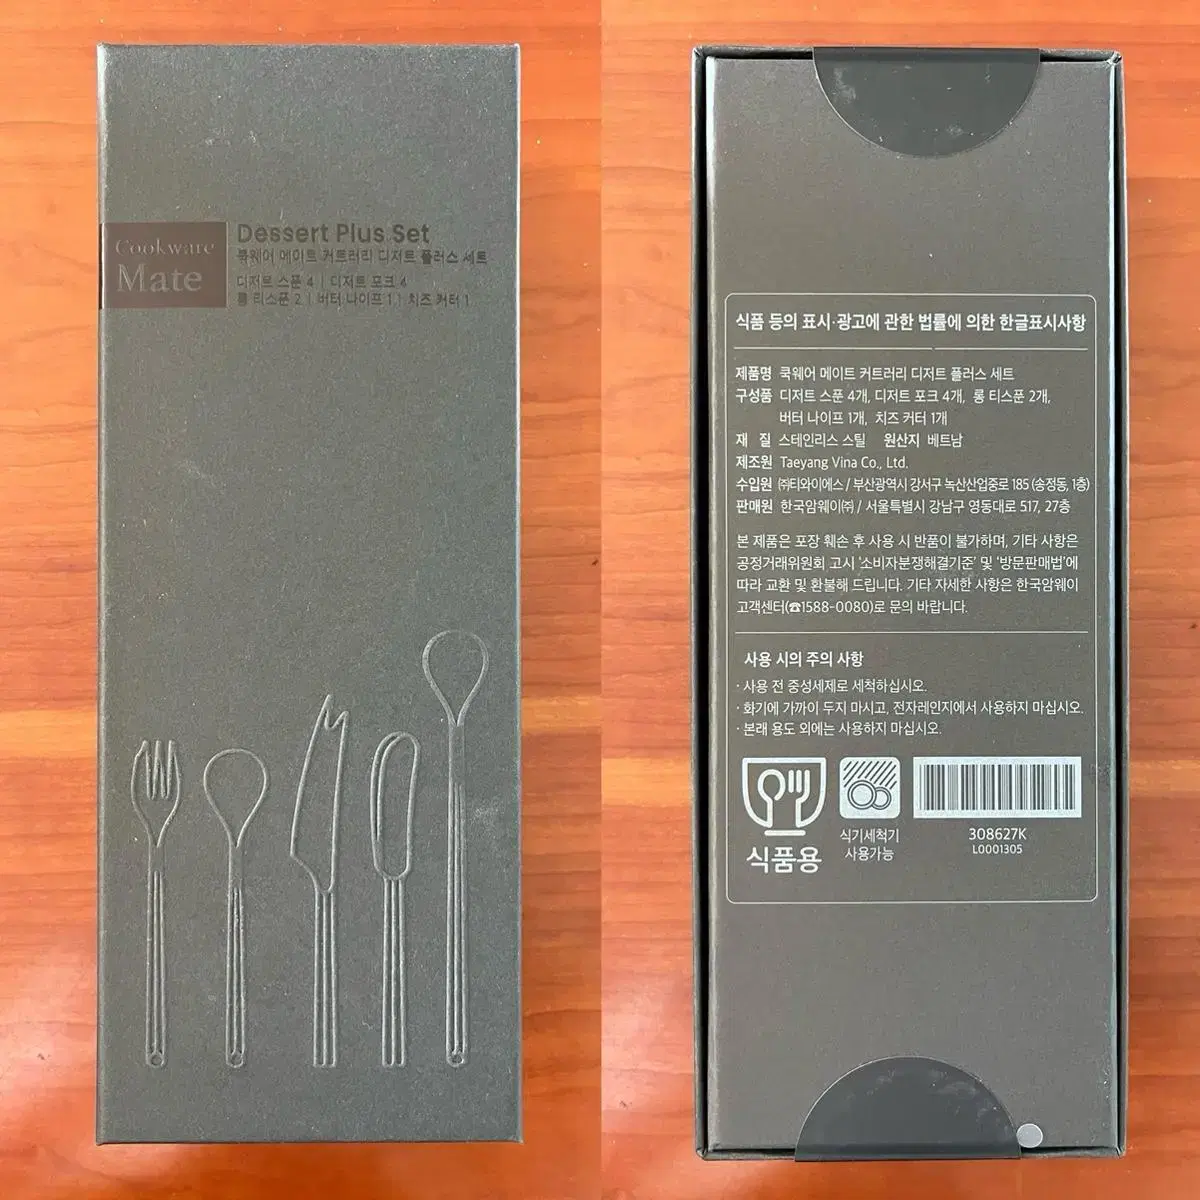 Cookware
Mate
Dessert Plus Set
쿡웨어 메이트 커트러리 디저트 플러스 세트
디저트 스푼 4 | 디저트 포크 4
롱 티스푼 2 | 버터 나이프 1 | 치즈 커터 1
식품 등의 표시·광고에 관한 법률에 의한 한글표시사항
제품명 쿡웨어 메이트 커트러리 디저트 플러스 세트
구성품 디저트 스푼 4개, 디저트 포크 4개, 롱 티스푼 2개,
버터 나이프 1개, 치즈 커터 1개
재 질 스테인리스 스틸 원산지 베트남
제조원 Taeyang Vina Co., Ltd.
수입원 ㈜티와이에스 / 부산광역시 강서구 녹산산업중로 185 (송정동, 1층)
판매원 한국암웨이㈜ / 서울특별시 강남구 영동대로 517, 27층
본 제품은 포장 훼손 후 사용 시 반품이 불가하며, 기타 사항은
공정거래위원회 고시 '소비자분쟁해결기준' 및 '방문판매법'에
따라 교환 및 환불해 드립니다. 기타 자세한 사항은 한국암웨이
고객센터(☎1588-0080)로 문의 바랍니다.
사용 시의 주의 사항
· 사용 전 중성세제로 세척하십시오.
· 화기에 가까이 두지 마시고, 전자레인지에서 사용하지 마십시오.
· 본래 용도 외에는 사용하지 마십시오.
식품용
식기세척기
사용가능
308627K
L0001305